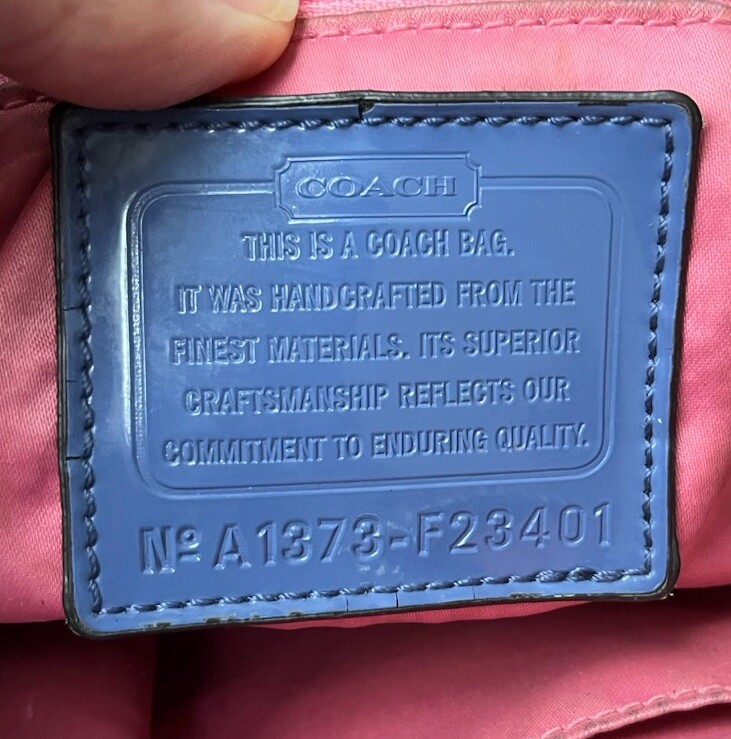 COACH
THIS IS A COACH BAG.
IT WAS HANDCRAFTED FROM THE
FINEST MATERIALS. ITS SUPERIOR
CRAFTSMANSHIP REFLECTS OUR
COMMITMENT TO ENDURING QUALITY.
Nº A1373-F23401